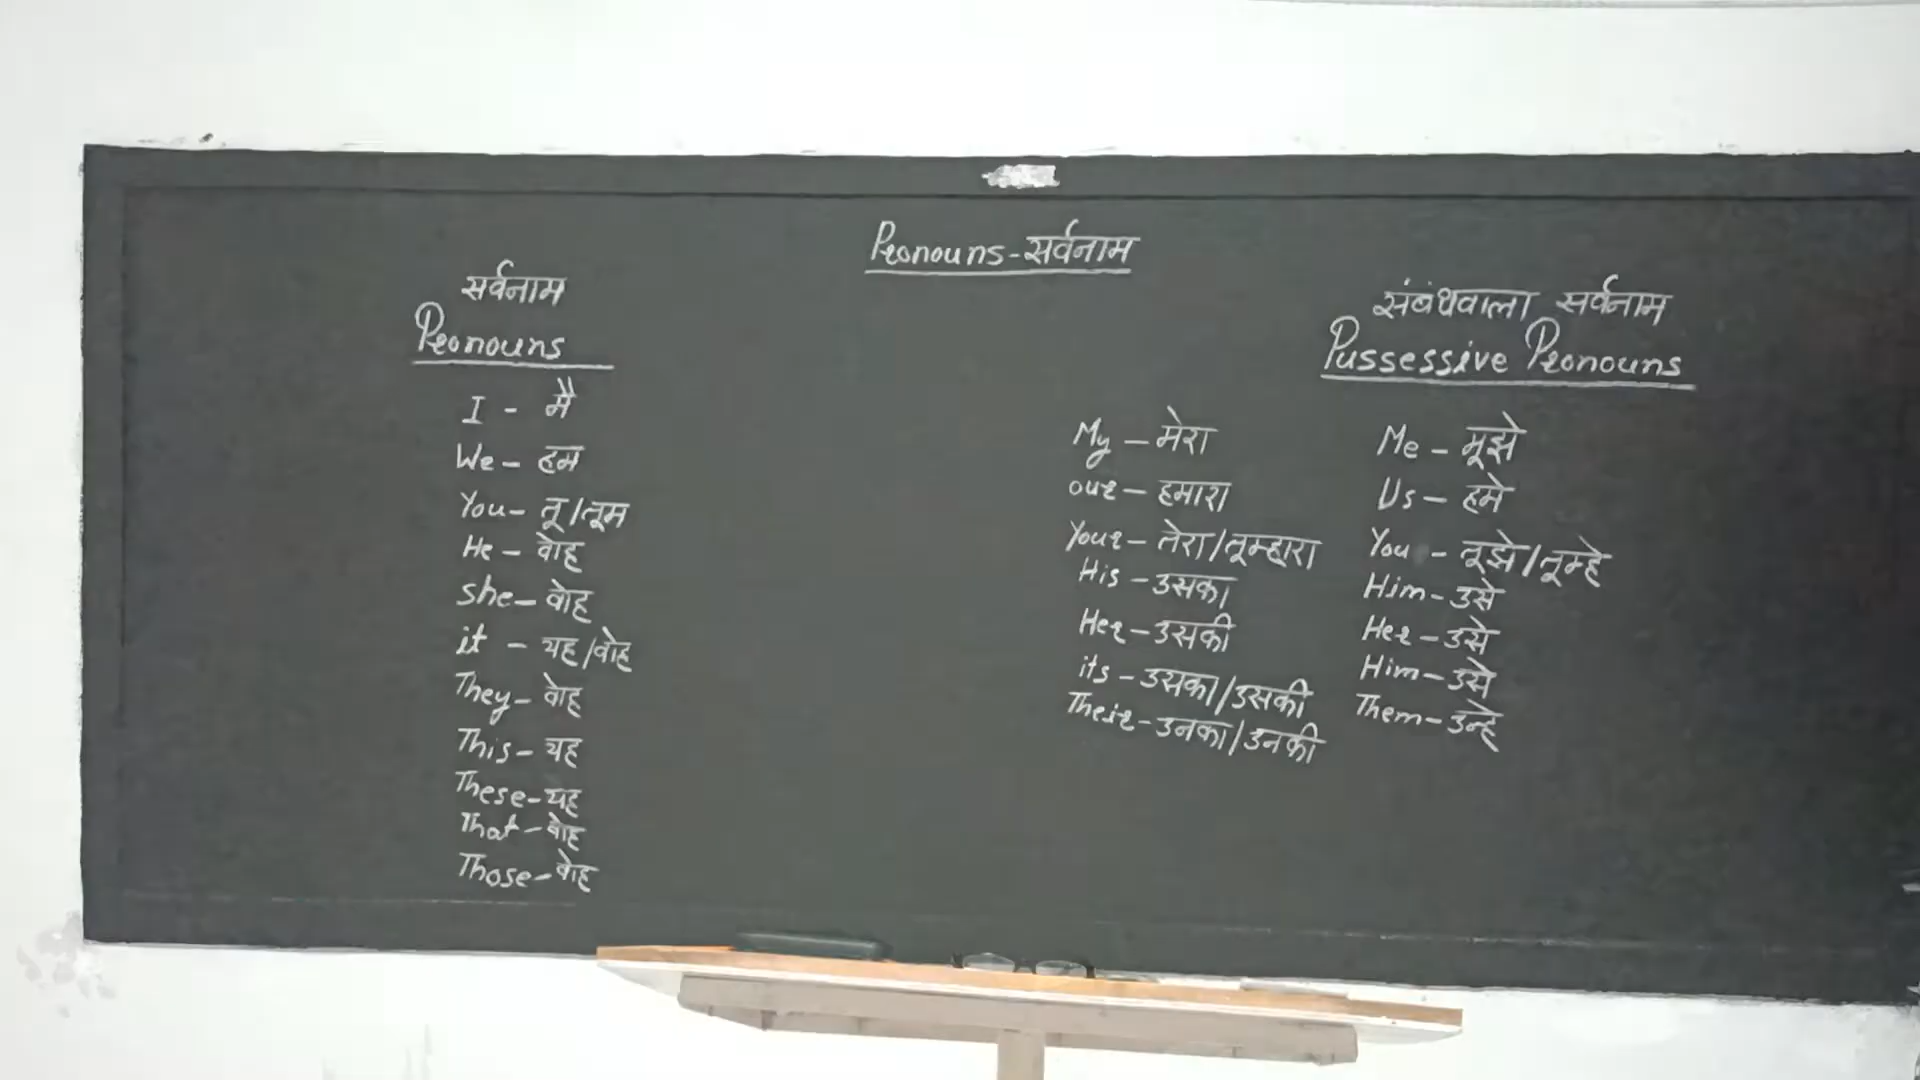 Pronouns-सर्वनाम
सर्वनाम
Pronouns
I - मै
We - हम
You - तू/तूम
He - वोह
she - वोह
it - यह/वोह
They - वोह
This - यह
These - यह
That - वोह
Those - वोह
संबंधवाला सर्वनाम
Pussessive Pronouns
My - मेरा
our - हमारा
Your - तेरा/तूम्हारा
His - उसका
Her - उसकी
its - उसका/उसकी
Their - उनका/उनकी
Me - मूझे
Us - हमे
You - तूझे/तूम्हे
Him - उसे
Her - उसे
Him - उसे
Them - उन्हे